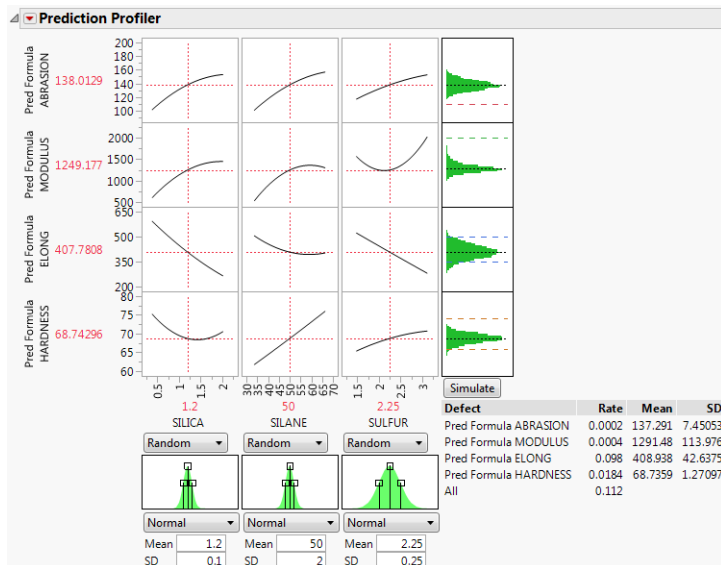 Prediction Profiler
Pred Formula
ABRASION
138.0129
200
180
160
140
120
100
Pred Formula
MODULUS
1249.177
2000
1500
1000
500
Pred Formula
ELONG
407.7808
650
500
350
200
Pred Formula
HARDNESS
68.74296
80
75
70
65
60
0.5 1 1.5 2
30 35 40 45 50 55 60 65 70
1.5 2 2.5 3
1.2 50 2.25
SILICA SILANE SULFUR
Simulate
Defect Rate Mean SD
Pred Formula ABRASION 0.0002 137.291 7.45053
Pred Formula MODULUS 0.0004 1291.48 113.976
Pred Formula ELONG 0.098 408.938 42.6375
Pred Formula HARDNESS 0.0184 68.7359 1.27097
All 0.112
Random Random Random
Normal Normal Normal
Mean 1.2 Mean 50 Mean 2.25
SD 0.1 SD 2 SD 0.25